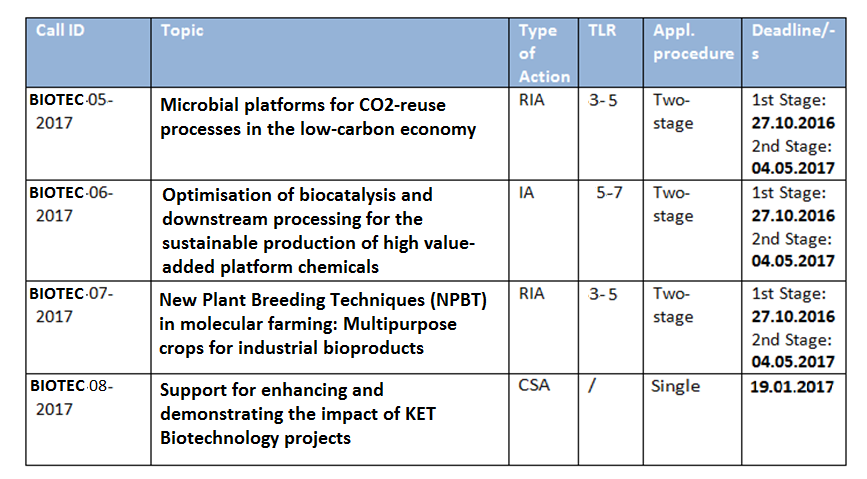 Call ID Topic Type of Action TLR Appl. procedure Deadline/-s
BIOTEC-05-2017 Microbial platforms for CO2-reuse processes in the low-carbon economy RIA 3-5 Two-stage 1st Stage: 27.10.2016 2nd Stage: 04.05.2017
BIOTEC-06-2017 Optimisation of biocatalysis and downstream processing for the sustainable production of high value-added platform chemicals IA 5-7 Two-stage 1st Stage: 27.10.2016 2nd Stage: 04.05.2017
BIOTEC-07-2017 New Plant Breeding Techniques (NPBT) in molecular farming: Multipurpose crops for industrial bioproducts RIA 3-5 Two-stage 1st Stage: 27.10.2016 2nd Stage: 04.05.2017
BIOTEC-08-2017 Support for enhancing and demonstrating the impact of KET Biotechnology projects CSA / Single 19.01.2017